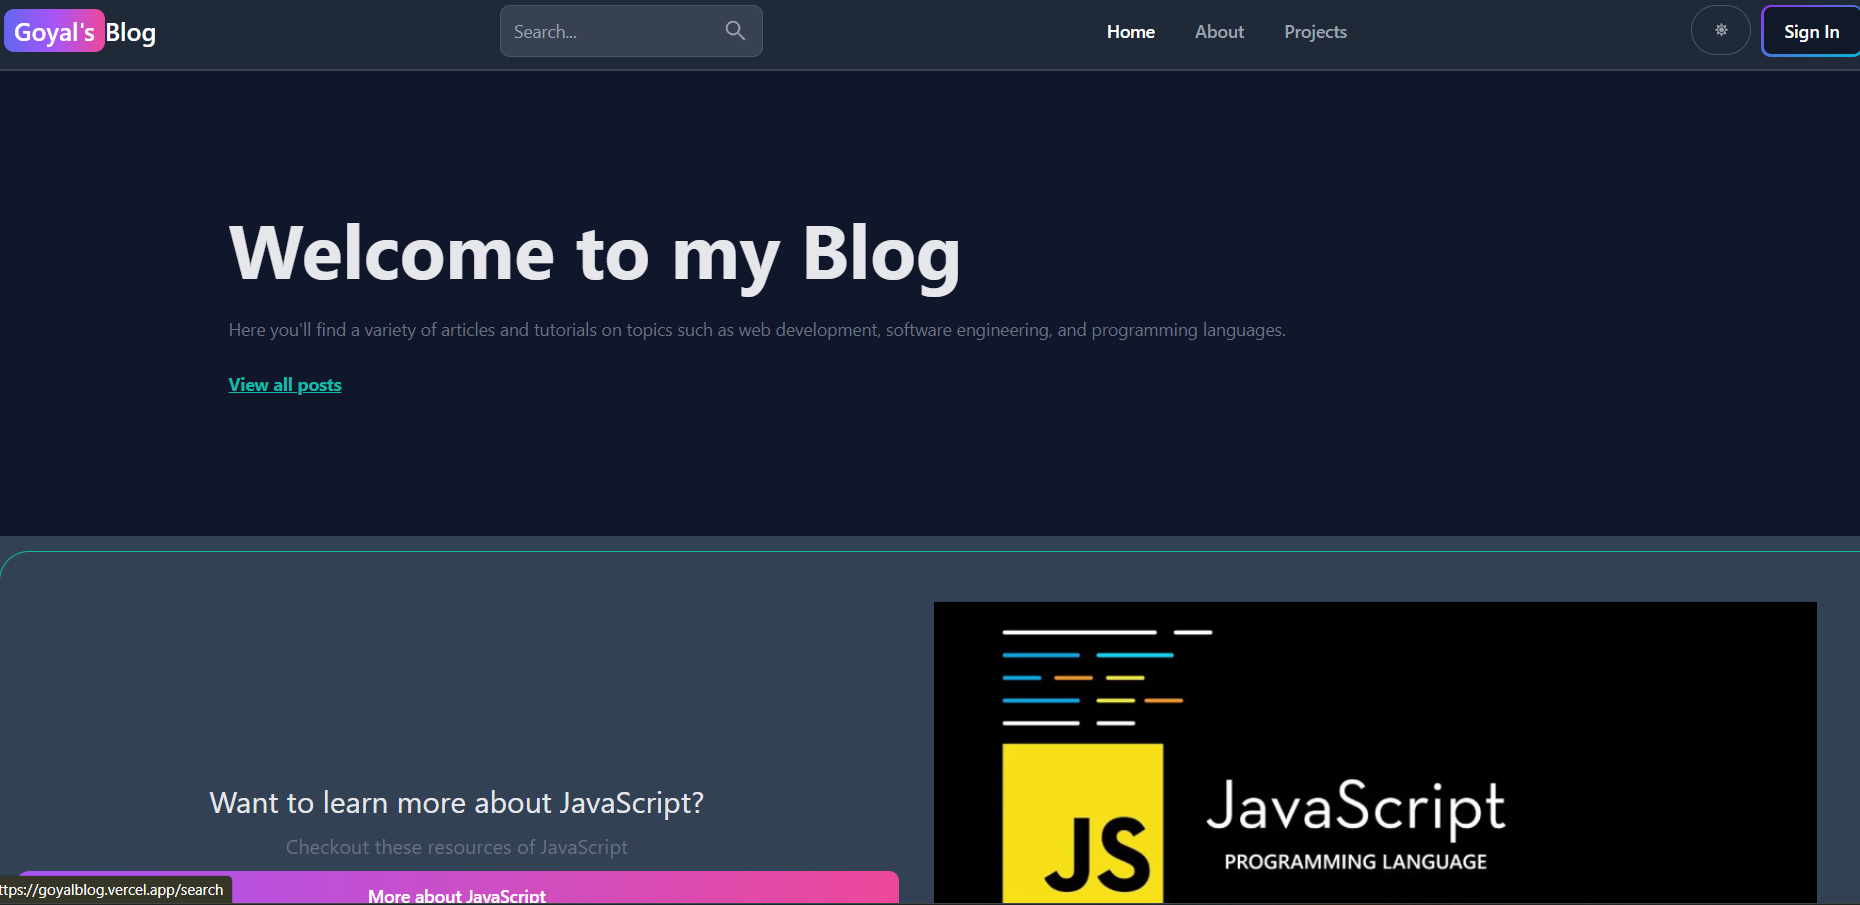 Goyal's Blog
Search...
Home
About
Projects
Sign In
Welcome to my Blog
Here you'll find a variety of articles and tutorials on topics such as web development, software engineering, and programming languages.
View all posts
Want to learn more about JavaScript?
Checkout these resources of JavaScript
More about JavaScript
JS
JavaScript
PROGRAMMING LANGUAGE
ttps://goyalblog.vercel.app/search